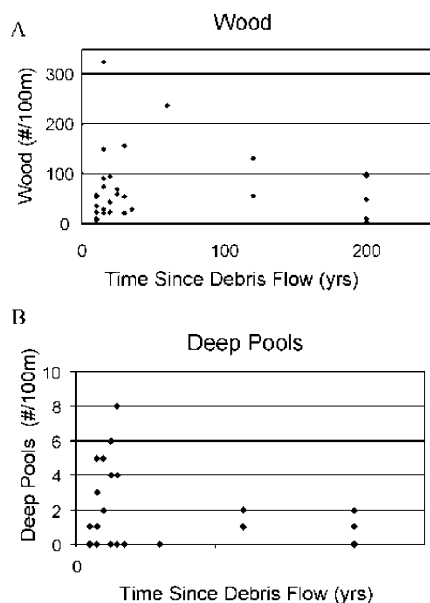 A
Wood
Wood (#/100m)
300
200
100
0
0 100 200
Time Since Debris Flow (yrs)
B
Deep Pools
Deep Pools (#/100m)
10
8
6
4
2
0
0
Time Since Debris Flow (yrs)